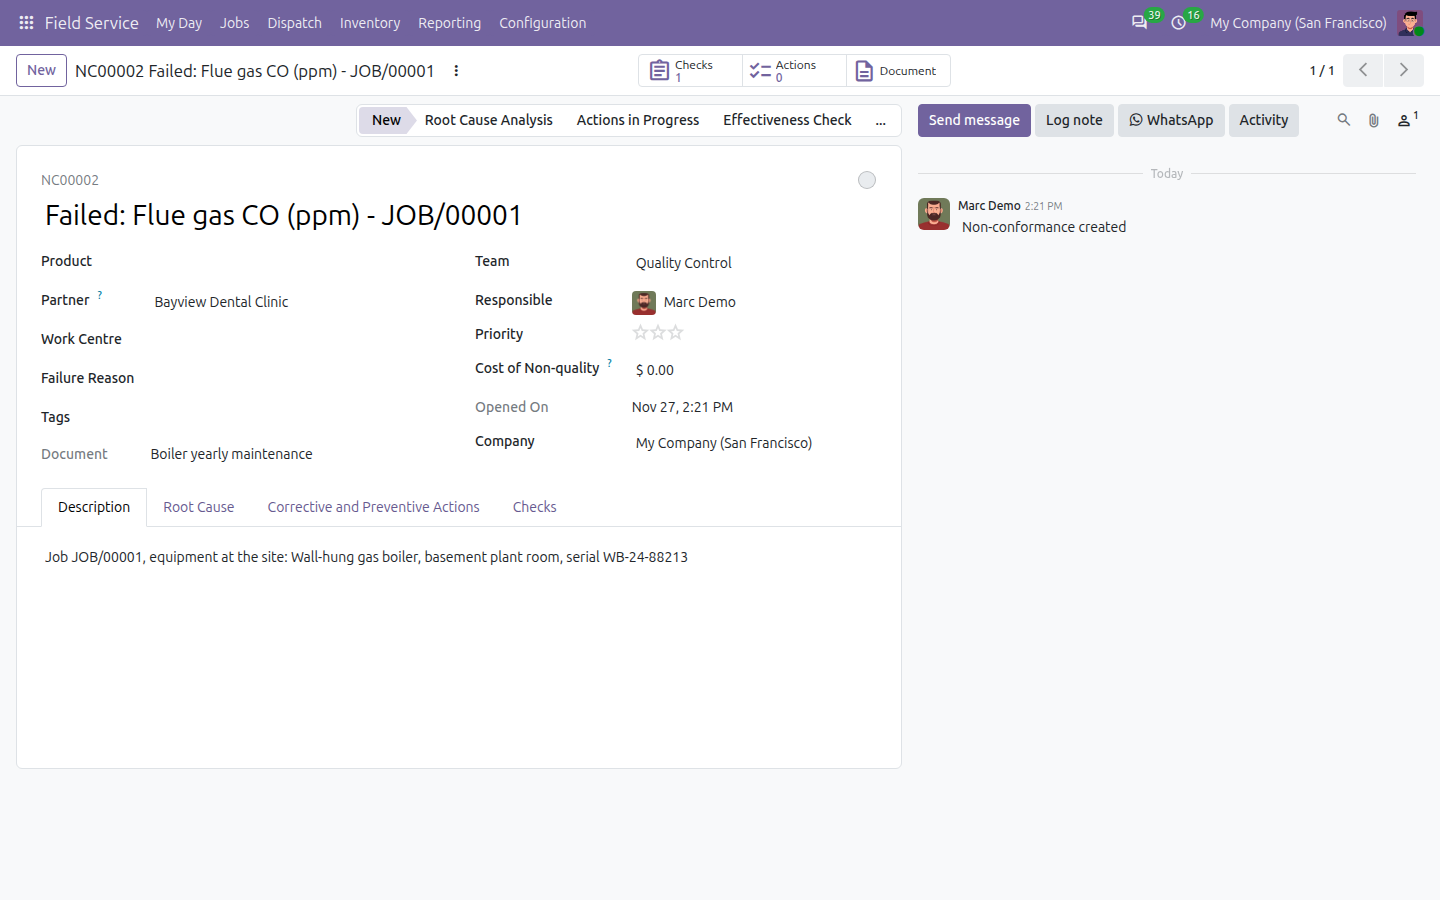 Field Service My Day Jobs Dispatch Inventory Reporting Configuration 39 16 My Company (San Francisco)
New NC00002 Failed: Flue gas CO (ppm) - JOB/00001 Checks 1 Actions 0 Document 1 / 1
New Root Cause Analysis Actions in Progress Effectiveness Check ... Send message Log note WhatsApp Activity 1
Today
NC00002
Failed: Flue gas CO (ppm) - JOB/00001
Marc Demo 2:21 PM
Non-conformance created
Product
Partner ? Bayview Dental Clinic
Work Centre
Failure Reason
Tags
Document Boiler yearly maintenance
Team Quality Control
Responsible Marc Demo
Priority
Cost of Non-quality ? $ 0.00
Opened On Nov 27, 2:21 PM
Company My Company (San Francisco)
Description Root Cause Corrective and Preventive Actions Checks
Job JOB/00001, equipment at the site: Wall-hung gas boiler, basement plant room, serial WB-24-88213